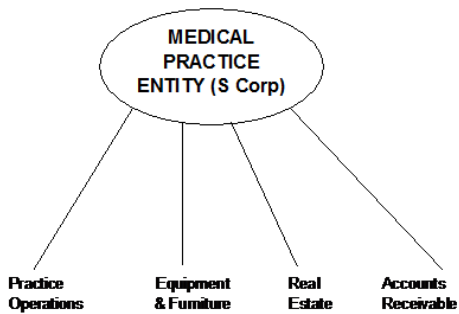 MEDICAL
PRACTICE
ENTITY (S Corp)
Practice
Operations
Equipment
& Furniture
Real
Estate
Accounts
Receivable